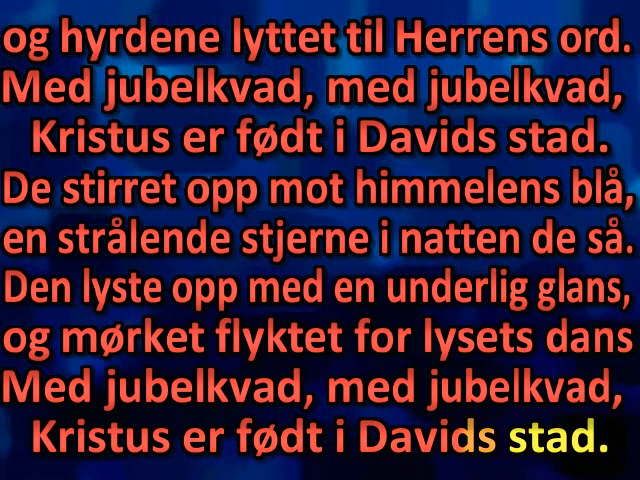 og hyrdene lyttet til Herrens ord.
Med jubelkvad, med jubelkvad,
Kristus er født i Davids stad.
De stirret opp mot himmelens blå,
en strålende stjerne i natten de så.
Den lyste opp med en underlig glans,
og mørket flyktet for lysets dans
Med jubelkvad, med jubelkvad,
Kristus er født i Davids stad.